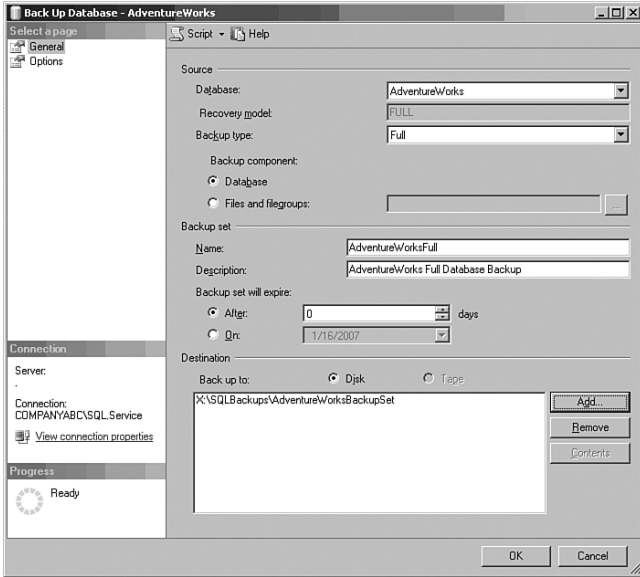 Back Up Database - AdventureWorks
Select a page
General
Options
Script
Help
Source
Database:
AdventureWorks
Recovery model:
FULL
Backup type:
Full
Backup component:
Database
Files and filegroups:
...
Backup set
Name:
AdventureWorksFull
Description:
AdventureWorks Full Database Backup
Backup set will expire:
After:
0
days
On:
1/16/2007
Destination
Back up to:
Disk
Tape
X:\SQLBackups\AdventureWorksBackupSet
Add...
Remove
Contents
Connection
Server:
.
Connection:
COMPANYABC\SQL.Service
View connection properties
Progress
Ready
OK
Cancel